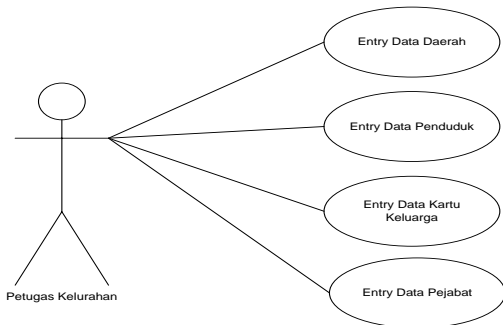 Entry Data Daerah
Entry Data Penduduk
Entry Data Kartu
Keluarga
Entry Data Pejabat
Petugas Kelurahan